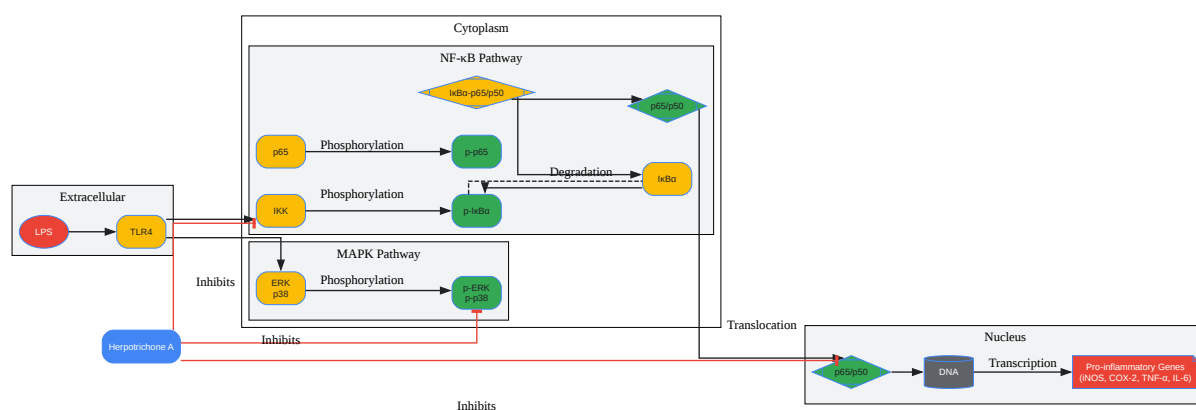 Cytoplasm
NF-κB Pathway
IκBα-p65/p50
p65/p50
p65
Phosphorylation
p-p65
Degradation
IκBα
IKK
Phosphorylation
p-IκBα
Extracellular
LPS
TLR4
MAPK Pathway
ERK
p38
Phosphorylation
p-ERK
p-p38
Inhibits
Herpotrichone A
Inhibits
Translocation
Nucleus
p65/p50
DNA
Transcription
Pro-inflammatory Genes
(iNOS, COX-2, TNF-α, IL-6)
Inhibits